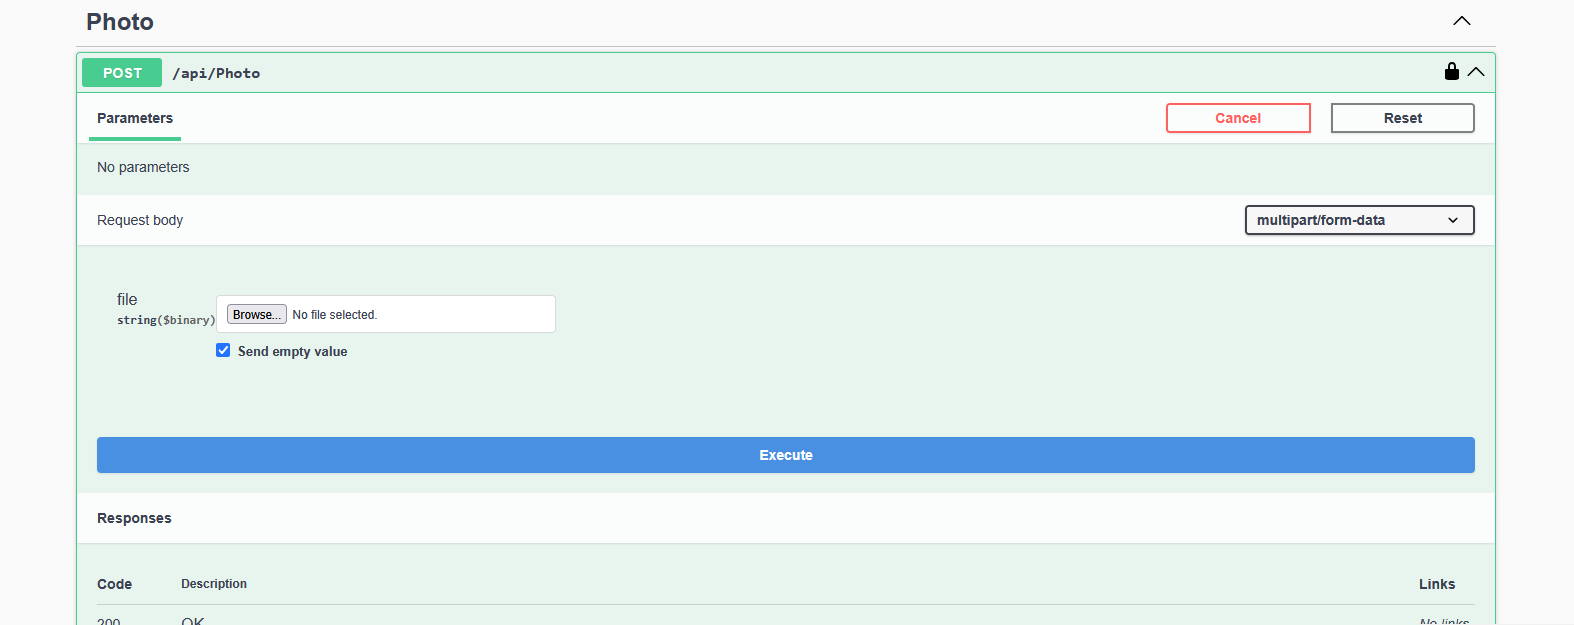 Photo
POST /api/Photo
Parameters Cancel Reset
No parameters
Request body multipart/form-data
file
string($binary) Browse... No file selected.
Send empty value
Execute
Responses
Code Description Links
200 OK No links